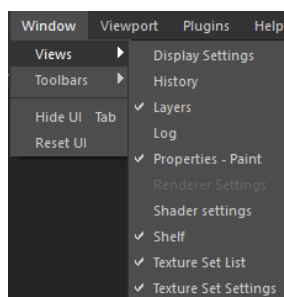 Window Viewport Plugins Help
Views
Toolbars
Hide UI Tab
Reset UI
Display Settings
History
Layers
Log
Properties - Paint
Renderer Settings
Shader settings
Shelf
Texture Set List
Texture Set Settings